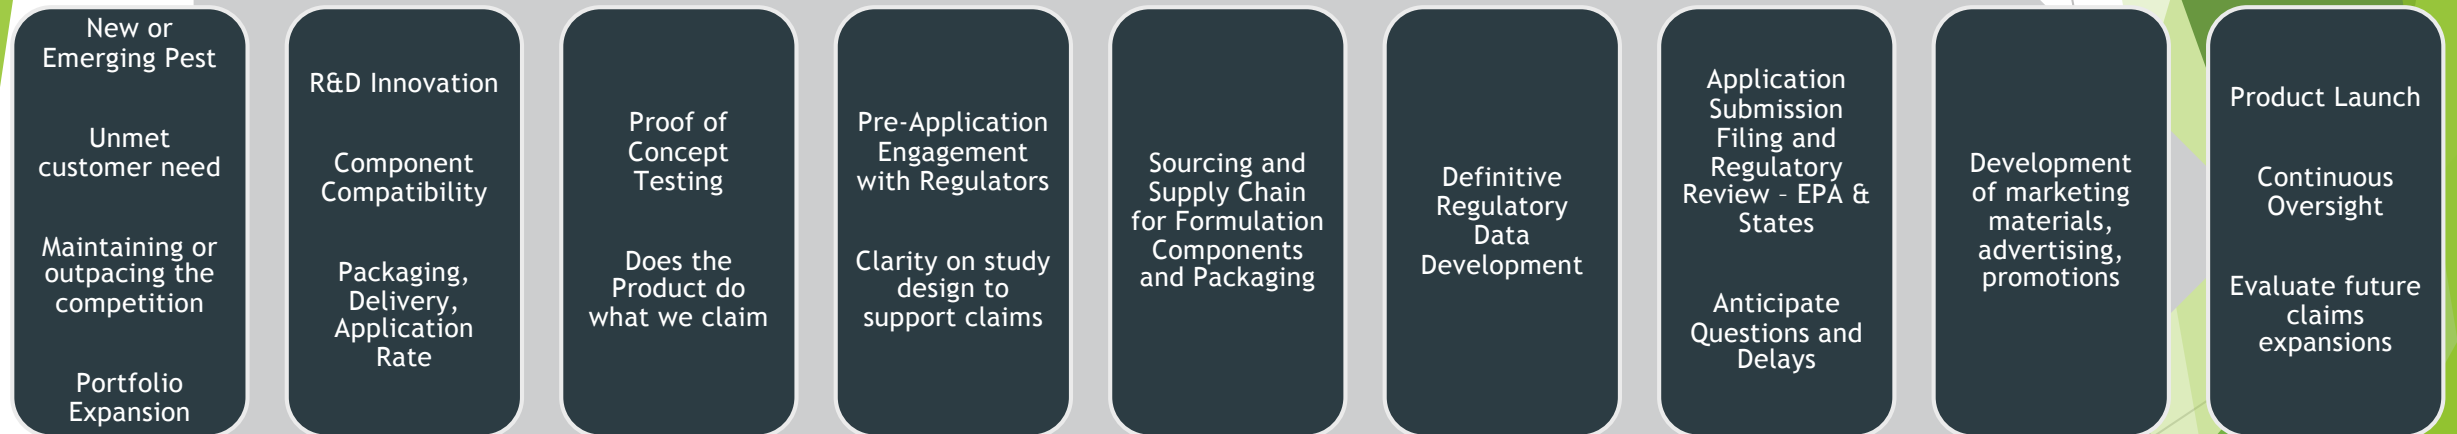 New or
Emerging Pest
Unmet
customer need
Maintaining or
outpacing the
competition
Portfolio
Expansion
R&D Innovation
Component
Compatibility
Packaging,
Delivery,
Application
Rate
Proof of
Concept
Testing
Does the
Product do
what we claim
Pre-Application
Engagement
with Regulators
Clarity on study
design to
support claims
Sourcing and
Supply Chain
for Formulation
Components
and Packaging
Definitive
Regulatory
Data
Development
Application
Submission
Filing and
Regulatory
Review – EPA &
States
Anticipate
Questions and
Delays
Development
of marketing
materials,
advertising,
promotions
Product Launch
Continuous
Oversight
Evaluate future
claims
expansions